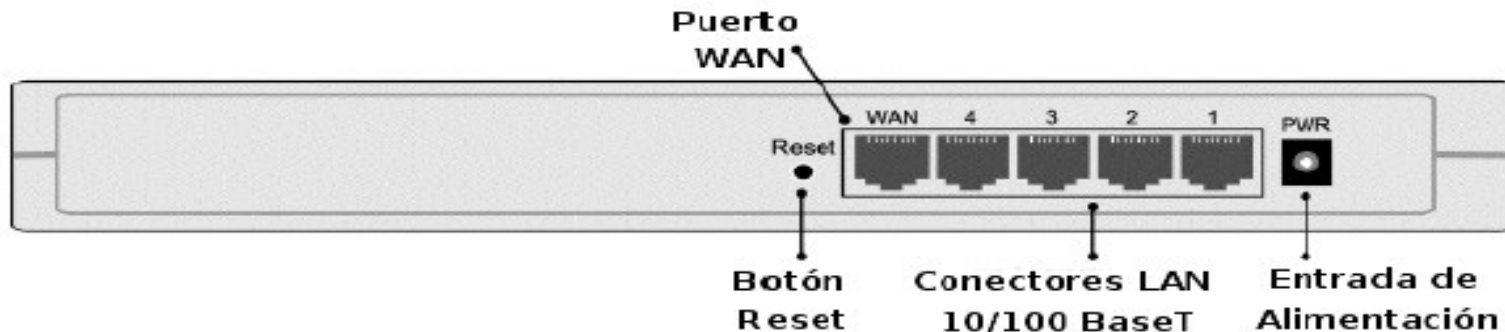 Puerto
WAN
WAN 4 3 2 1 PWR
Reset
Botón
Reset
Conectores LAN
10/100 BaseT
Entrada de
Alimentación